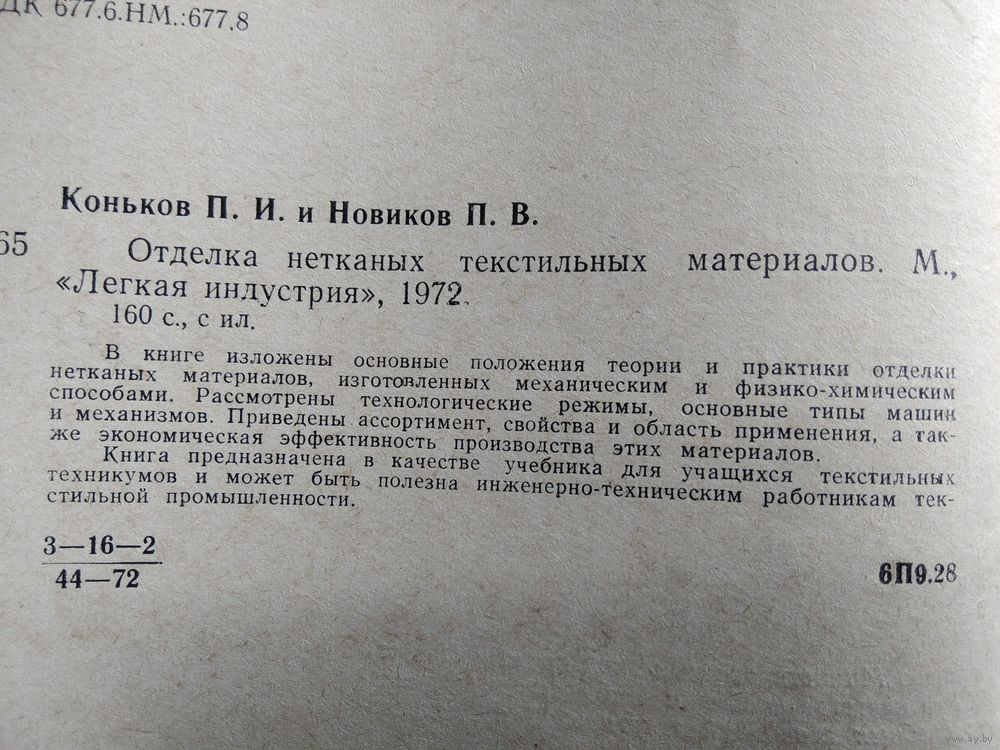 ДК 677.6.НМ.:677.8
Коньков П. И. и Новиков П. В.
65
Отделка нетканых текстильных материалов. М.,
«Легкая индустрия», 1972.
160 с., с ил.
В книге изложены основные положения теории и практики отделки
нетканых материалов, изготовленных механическим и физико-химическим
способами. Рассмотрены технологические режимы, основные типы машин
и механизмов. Приведены ассортимент, свойства и область применения, а так-
же экономическая эффективность производства этих материалов.
Книга предназначена в качестве учебника для учащихся текстильных
техникумов и может быть полезна инженерно-техническим работникам тек-
стильной промышленности.
3—16—2
44—72
6П9.28
www.ay.by